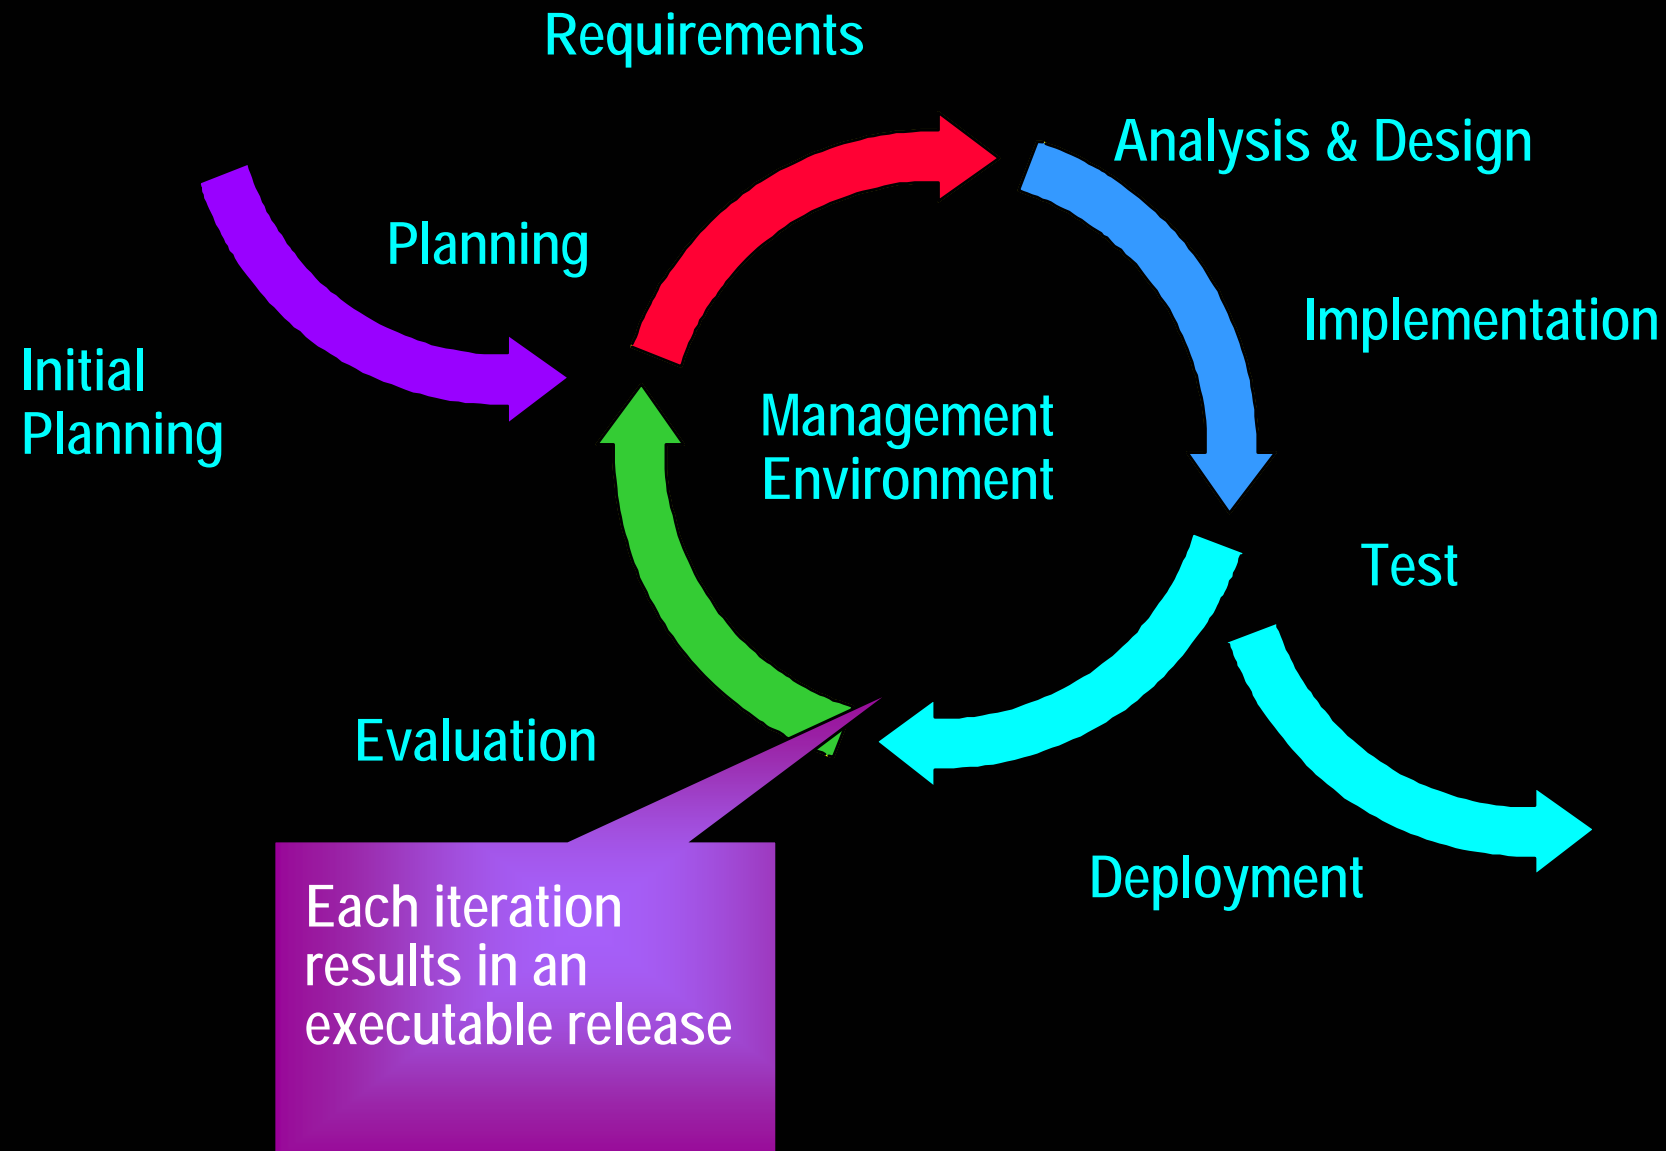 Requirements
Analysis & Design
Planning
Implementation
Initial
Planning
Management
Environment
Test
Evaluation
Deployment
Each iteration
results in an
executable release